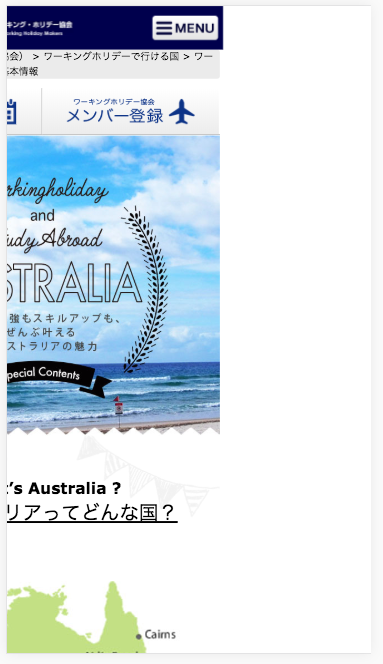 キング・ホリデー協会
orking Holiday Makers
MENU
協会） > ワーキングホリデーで行ける国 > ワー
基本情報
ワーキングホリデー協会
メンバー登録
rkingholiday
and
udy Abroad
STRALIA
強もスキルアップも、
ぜんぶ叶える
ストラリアの魅力
pecial Contents
t’s Australia ?
リアってどんな国？
Cairns